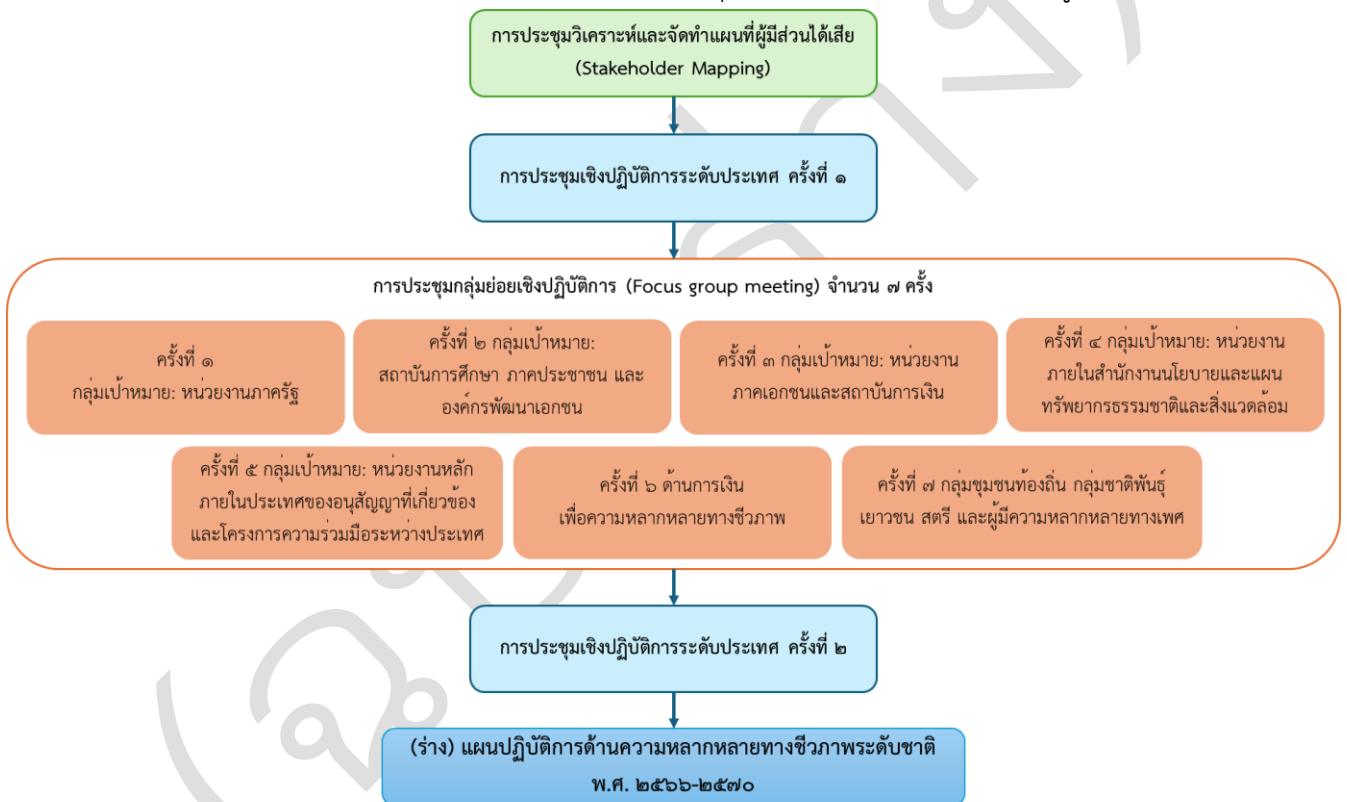 การประชุมวิเคราะห์และจัดทำแผนที่ผู้มีส่วนได้เสีย
(Stakeholder Mapping)
การประชุมเชิงปฏิบัติการระดับประเทศ ครั้งที่ ๑
การประชุมกลุ่มย่อยเชิงปฏิบัติการ (Focus group meeting) จำนวน ๗ ครั้ง
ครั้งที่ ๑
กลุ่มเป้าหมาย: หน่วยงานภาครัฐ
ครั้งที่ ๒ กลุ่มเป้าหมาย:
สถาบันการศึกษา ภาคประชาชน และ
องค์กรพัฒนาเอกชน
ครั้งที่ ๓ กลุ่มเป้าหมาย: หน่วยงาน
ภาคเอกชนและสถาบันการเงิน
ครั้งที่ ๔ กลุ่มเป้าหมาย: หน่วยงาน
ภายในสำนักงานนโยบายและแผน
ทรัพยากรธรรมชาติและสิ่งแวดล้อม
ครั้งที่ ๕ กลุ่มเป้าหมาย: หน่วยงานหลัก
ภายในประเทศของอนุสัญญาที่เกี่ยวข้อง
และโครงการความร่วมมือระหว่างประเทศ
ครั้งที่ ๖ ด้านการเงิน
เพื่อความหลากหลายทางชีวภาพ
ครั้งที่ ๗ กลุ่มชุมชนท้องถิ่น กลุ่มชาติพันธุ์
เยาวชน สตรี และผู้มีความหลากหลายทางเพศ
การประชุมเชิงปฏิบัติการระดับประเทศ ครั้งที่ ๒
(ร่าง) แผนปฏิบัติการด้านความหลากหลายทางชีวภาพระดับชาติ
พ.ศ. ๒๕๖๖-๒๕๗๐